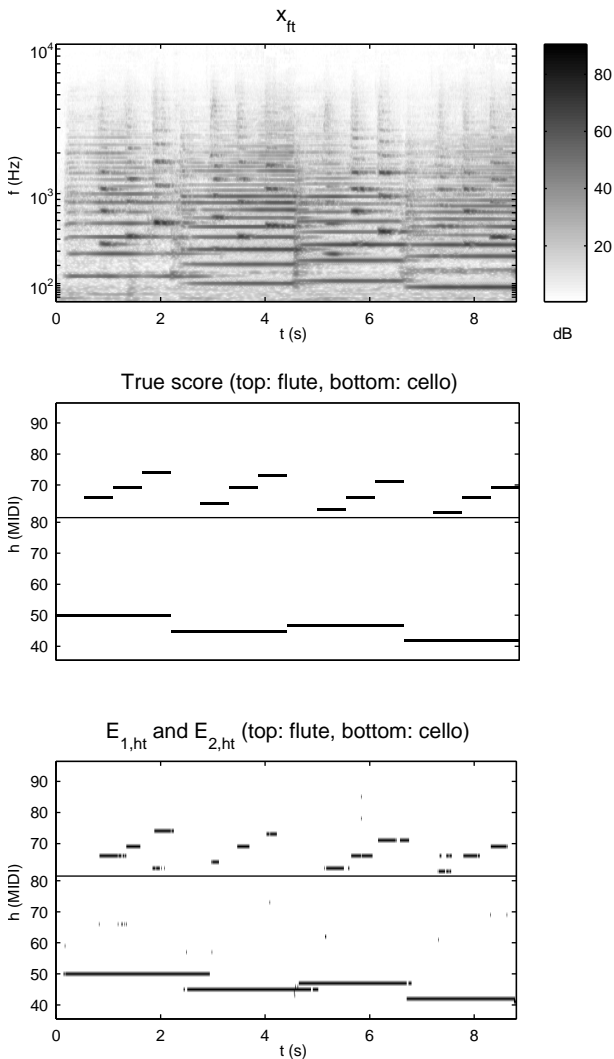 x_ft
f (Hz)
10^4
10^3
10^2
0 2 4 6 8
t (s)
80
60
40
20
dB
True score (top: flute, bottom: cello)
h (MIDI)
90
80
70
80
70
60
50
40
E_1,ht and E_2,ht (top: flute, bottom: cello)
h (MIDI)
90
80
70
80
70
60
50
40
0 2 4 6 8
t (s)